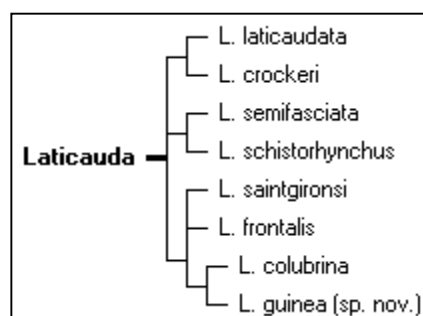 L. laticaudata
L. crockeri
L. semifasciata
Laticauda
L. schistorhynchus
L. saintgironsi
L. frontalis
L. colubrina
L. guinea (sp. nov.)